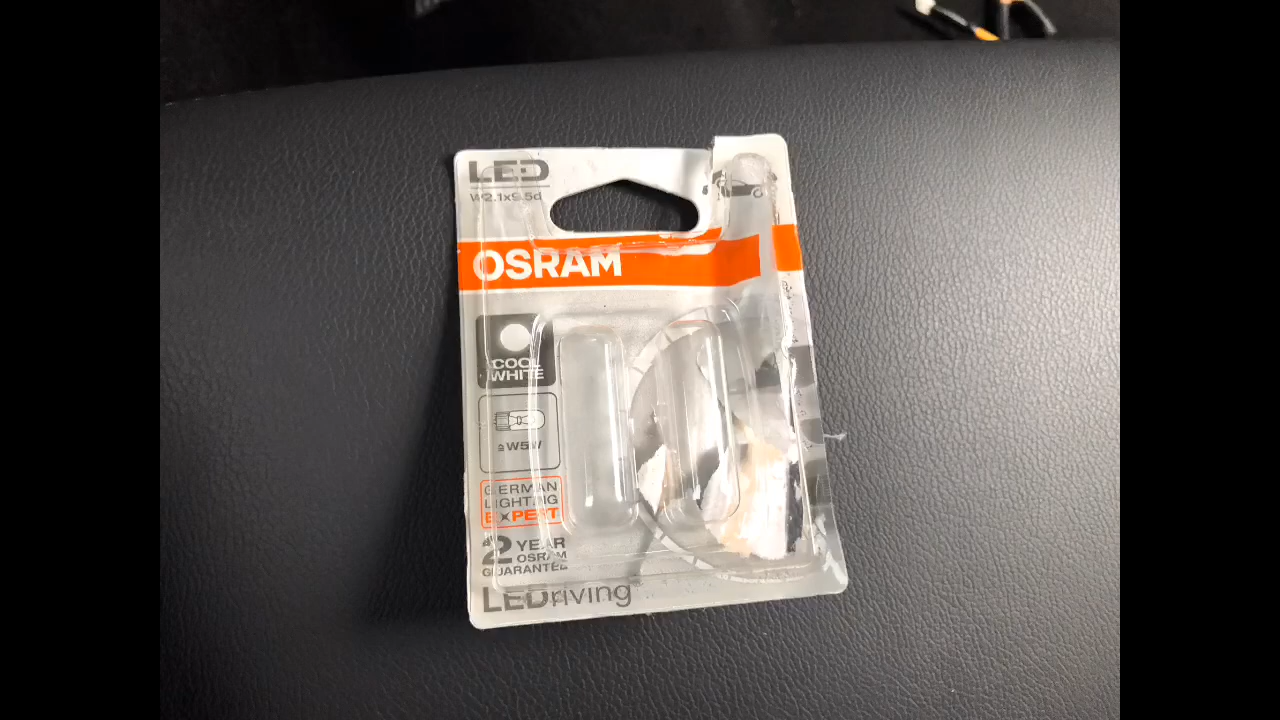 LED
W2.1x9.5d
OSRAM
COOL
WHITE
≙W5W
GERMAN
LIGHTING
EXPERT
2 YEAR
OSRAM
GUARANTEE
LEDriving